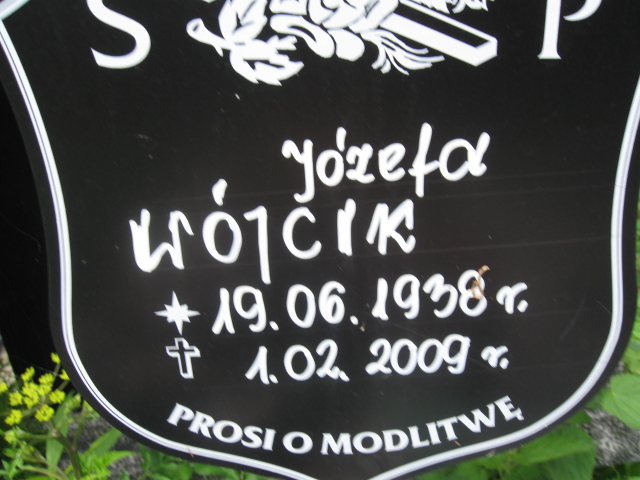 S P
Józefa
WÓJCIK
19.06.1938 r.
1.02.2009 r.
PROSI O MODLITWĘ